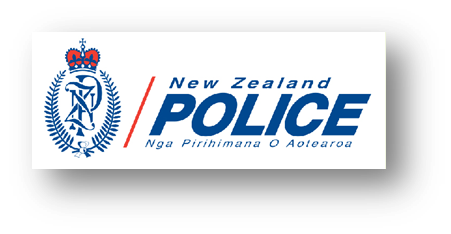 New Zealand
POLICE
Nga Pirihimana O Aotearoa